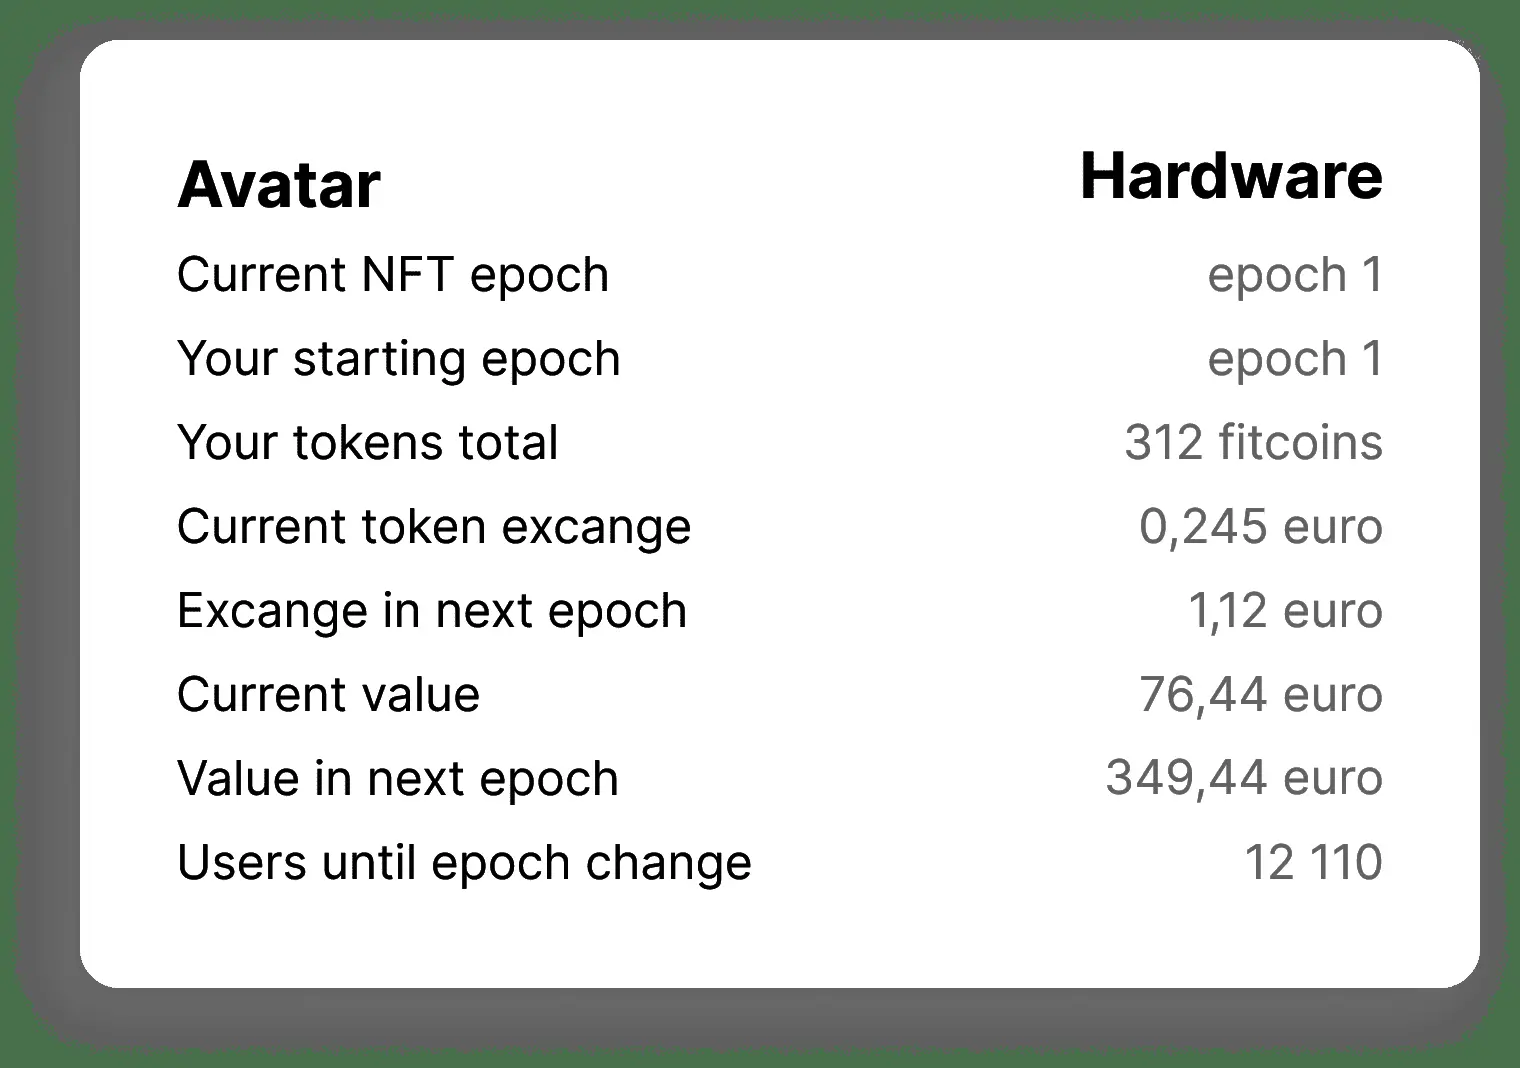 Avatar Hardware
Current NFT epoch epoch 1
Your starting epoch epoch 1
Your tokens total 312 fitcoins
Current token excange 0,245 euro
Excange in next epoch 1,12 euro
Current value 76,44 euro
Value in next epoch 349,44 euro
Users until epoch change 12 110